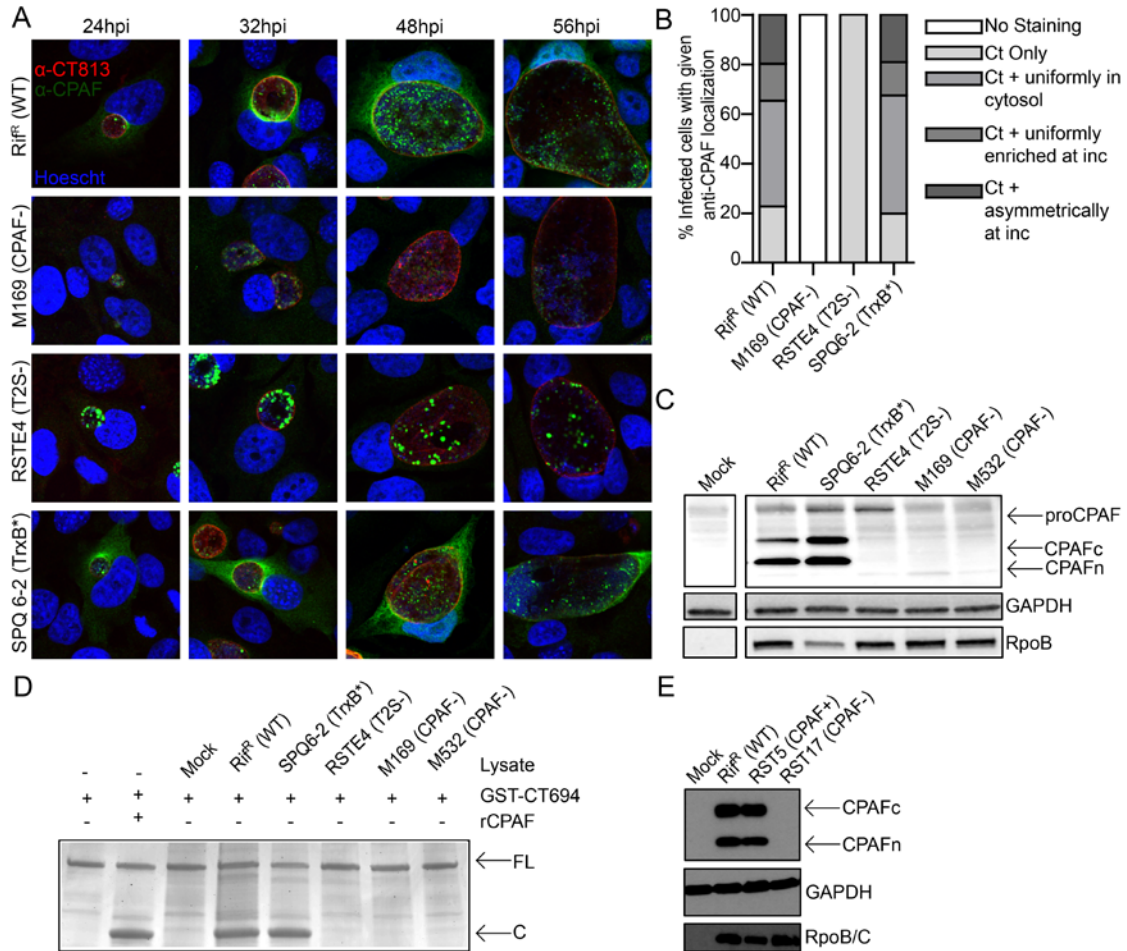 A
24hpi 32hpi 48hpi 56hpi
Rifᴿ (WT)
α-CT813
α-CPAF
Hoescht
M169 (CPAF-)
RSTE4 (T2S-)
SPQ 6-2 (TrxB*)
B
% Infected cells with given
anti-CPAF localization
100
80
60
40
20
0
Rifᴿ (WT)
M169 (CPAF-)
RSTE4 (T2S-)
SPQ6-2 (TrxB*)
No Staining
Ct Only
Ct + uniformly in
cytosol
Ct + uniformly
enriched at inc
Ct +
asymmetrically
at inc
C
Mock
Rifᴿ (WT)
SPQ6-2 (TrxB*)
RSTE4 (T2S-)
M169 (CPAF-)
M532 (CPAF-)
proCPAF
CPAFc
CPAFn
GAPDH
RpoB
D
Mock
Rifᴿ (WT)
SPQ6-2 (TrxB*)
RSTE4 (T2S-)
M169 (CPAF-)
M532 (CPAF-)
- - Lysate
+ + + + + + + + GST-CT694
- + - - - - - - rCPAF
FL
C
E
Mock
Rifᴿ (WT)
RST5 (CPAF+)
RST17 (CPAF-)
CPAFc
CPAFn
GAPDH
RpoB/C